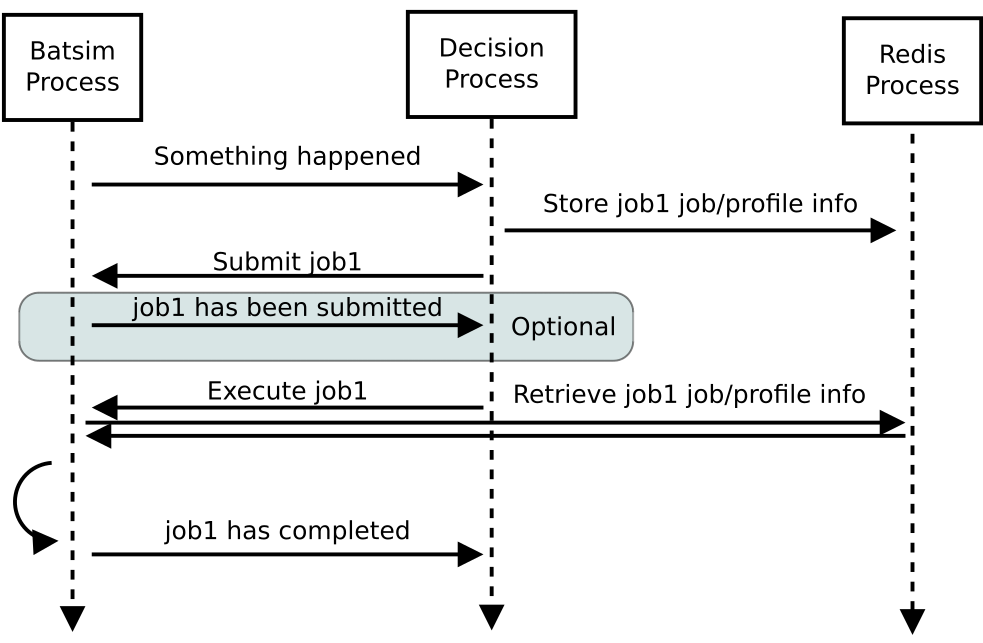 Batsim
Process
Decision
Process
Redis
Process
Something happened
Store job1 job/profile info
Submit job1
job1 has been submitted
Optional
Execute job1
Retrieve job1 job/profile info
job1 has completed